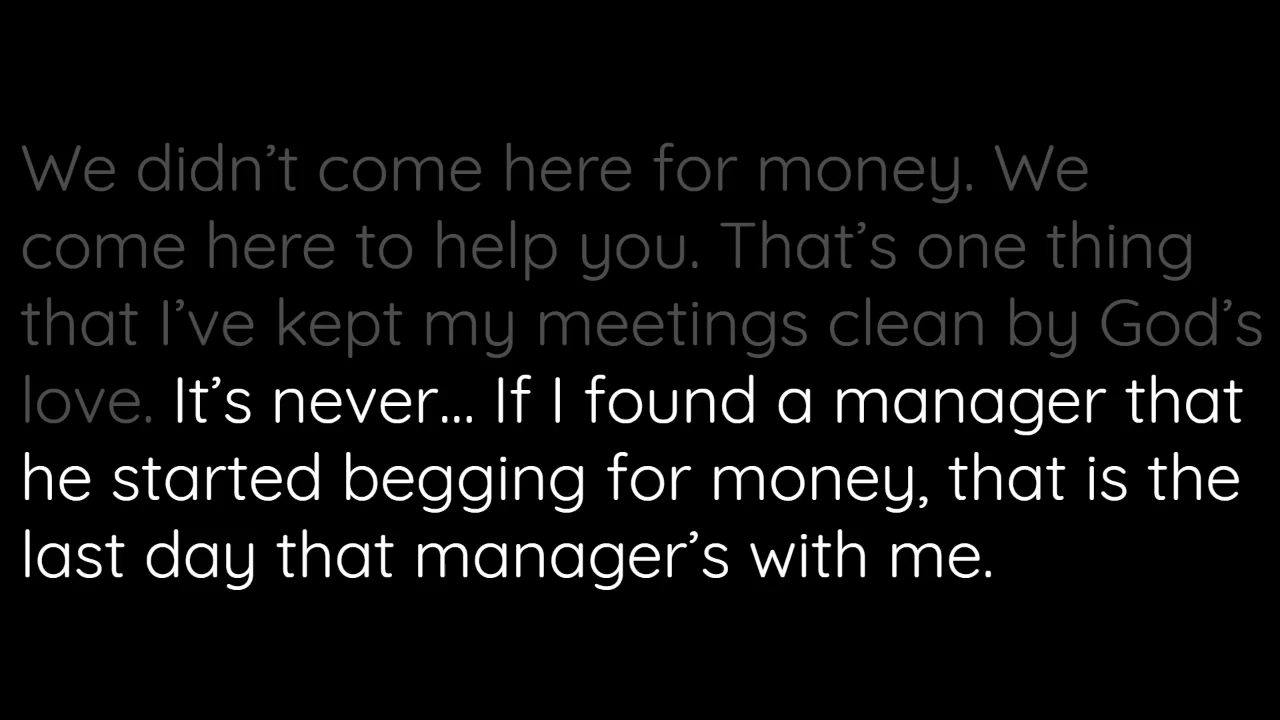 We didn’t come here for money. We
come here to help you. That’s one thing
that I’ve kept my meetings clean by God’s
love. It’s never... If I found a manager that
he started begging for money, that is the
last day that manager’s with me.